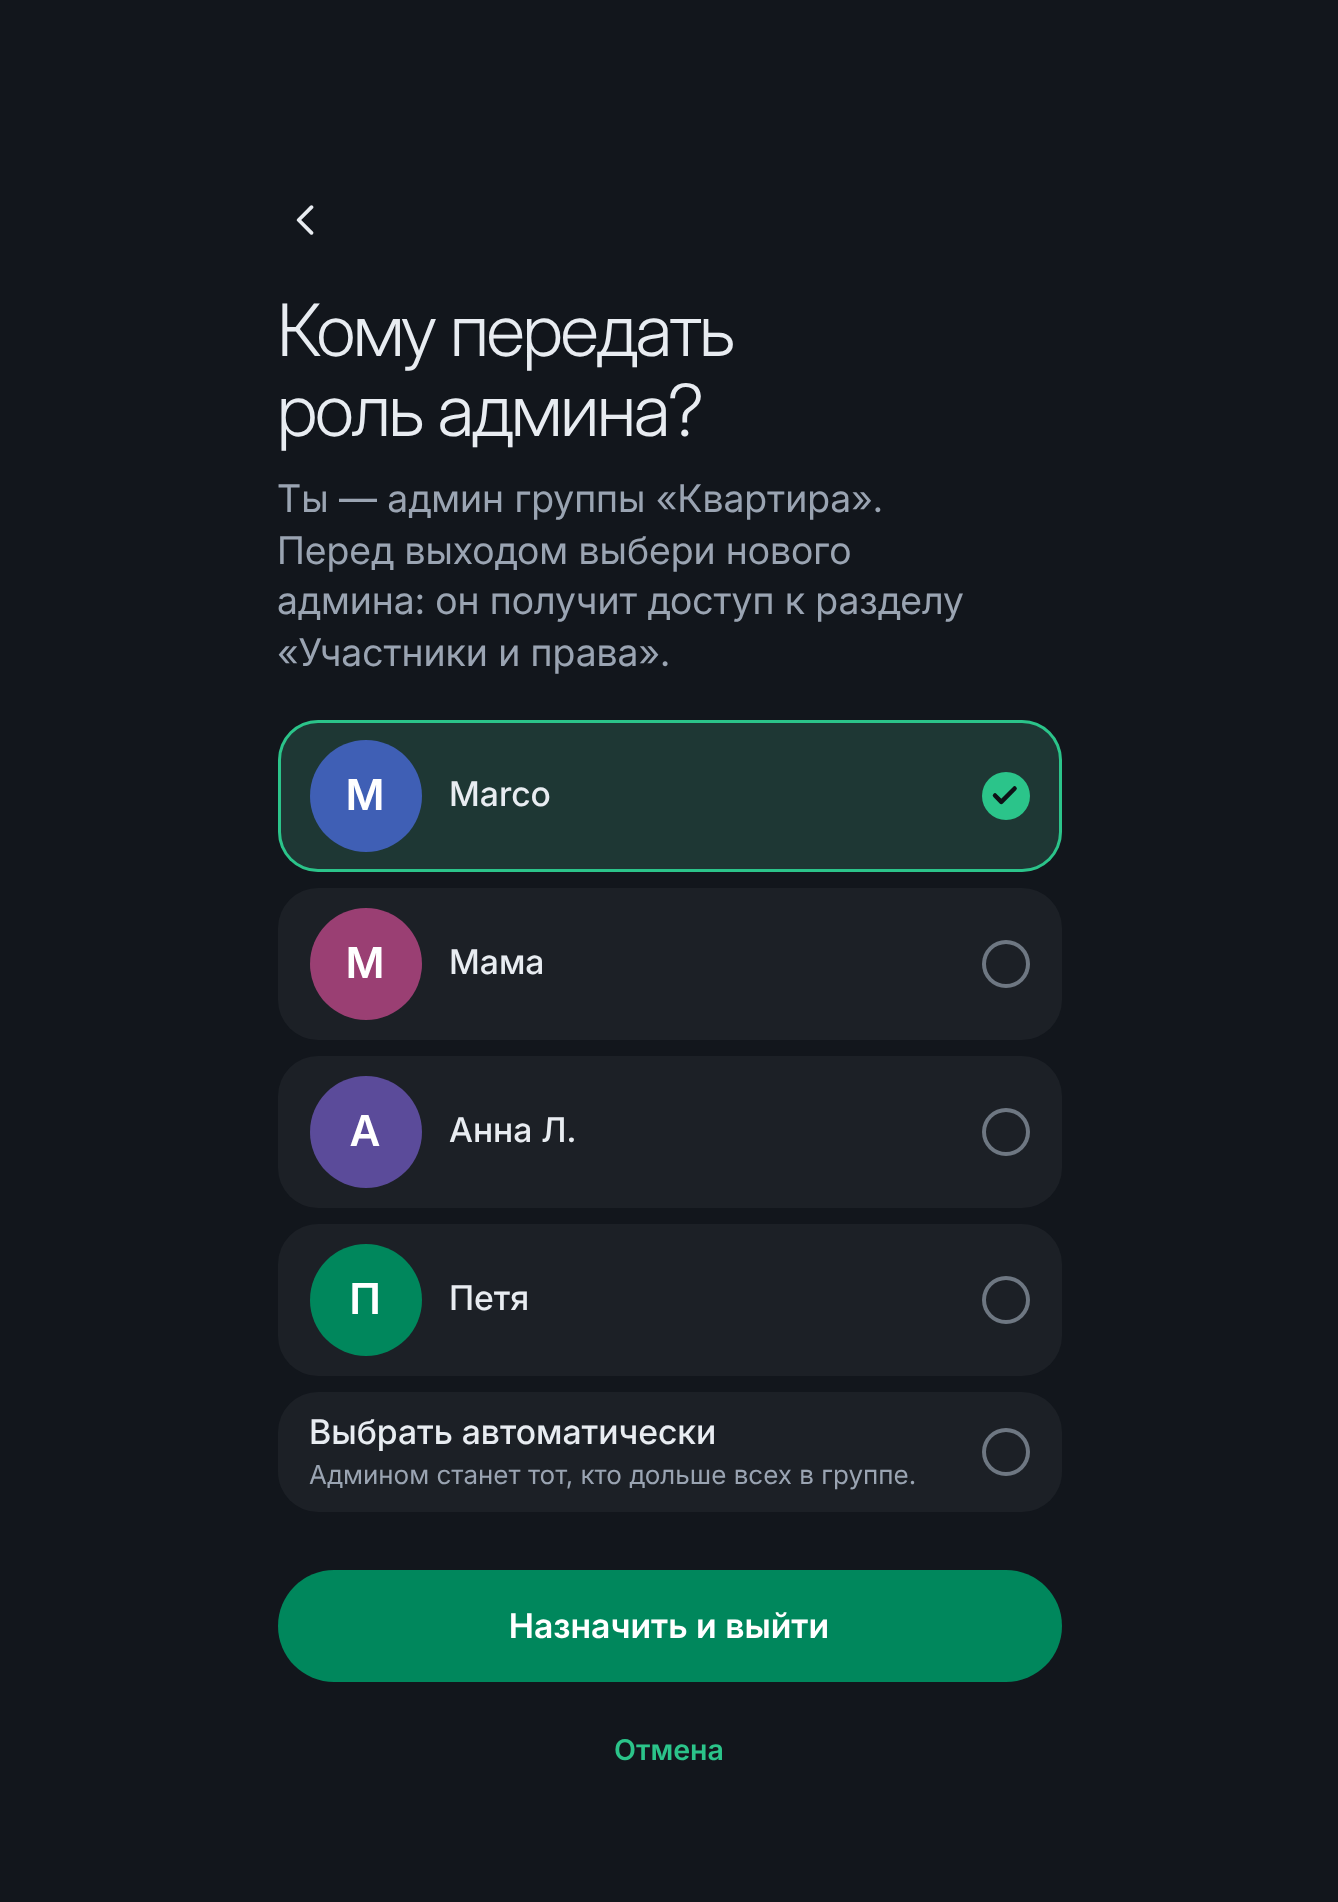 Кому передать
роль админа?
Ты — админ группы «Квартира».
Перед выходом выбери нового
админа: он получит доступ к разделу
«Участники и права».
M Marco
М Мама
А Анна Л.
П Петя
Выбрать автоматически
Админом станет тот, кто дольше всех в группе.
Назначить и выйти
Отмена